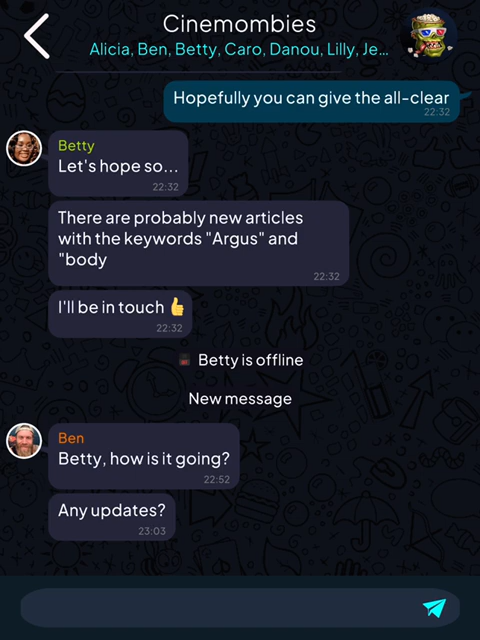 Cinemombies
Alicia, Ben, Betty, Caro, Danou, Lilly, Je...
Hopefully you can give the all-clear
22:32
Betty
Let's hope so...
22:32
There are probably new articles
with the keywords "Argus" and
"body
22:32
I'll be in touch 👍
22:32
Betty is offline
New message
Ben
Betty, how is it going?
22:52
Any updates?
23:03